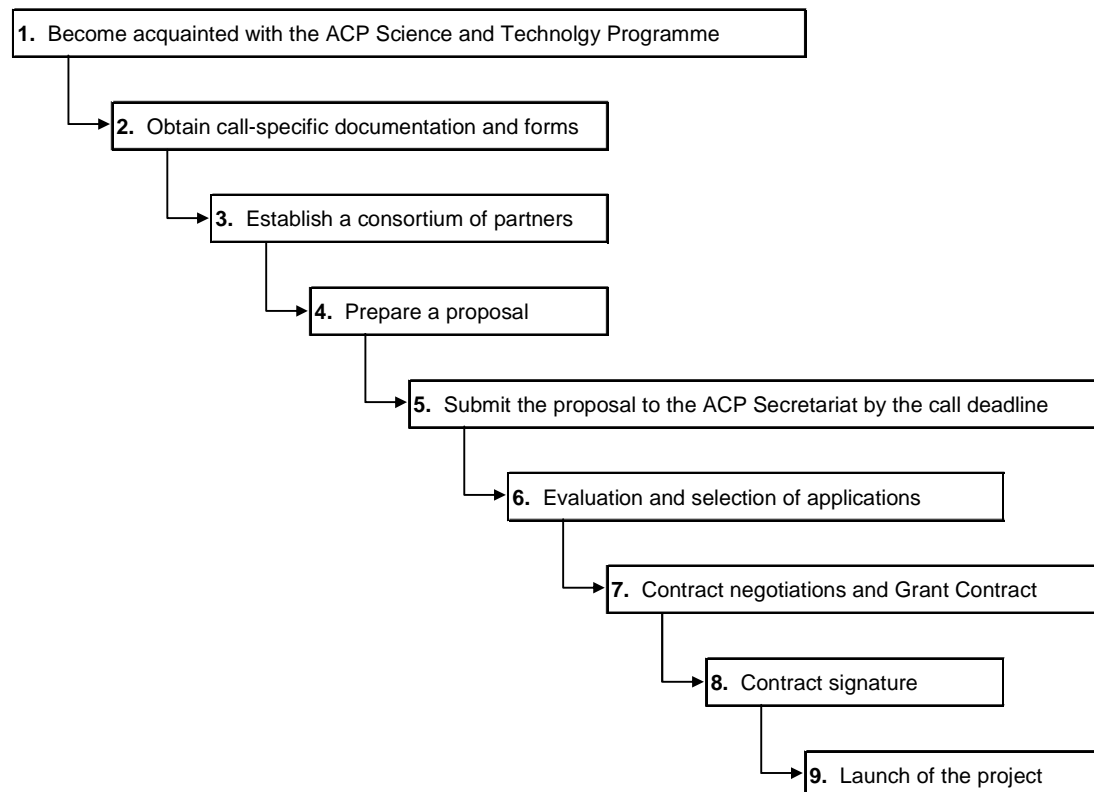 1. Become acquainted with the ACP Science and Technolgy Programme
2. Obtain call-specific documentation and forms
3. Establish a consortium of partners
4. Prepare a proposal
5. Submit the proposal to the ACP Secretariat by the call deadline
6. Evaluation and selection of applications
7. Contract negotiations and Grant Contract
8. Contract signature
9. Launch of the project